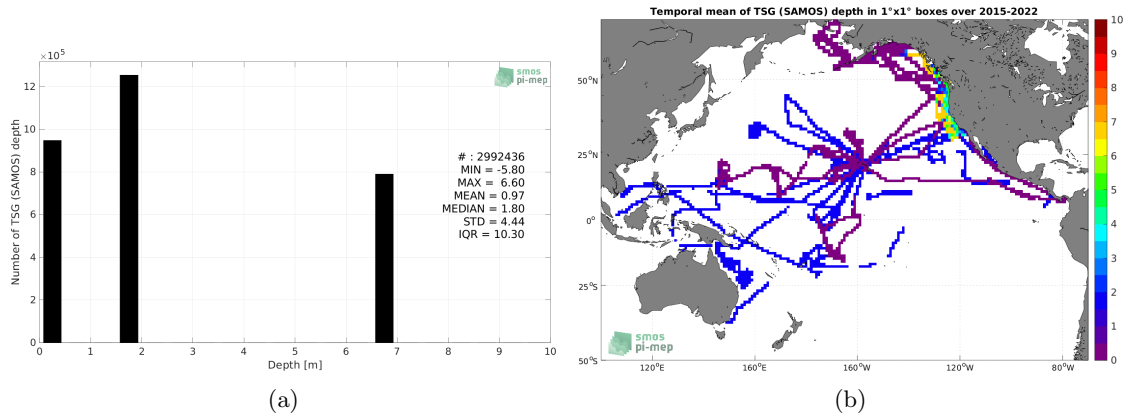 ×10⁵
12
10
8
6
4
2
0
0 1 2 3 4 5 6 7 8 9 10
Number of TSG (SAMOS) depth
Depth [m]
smos
pi-mep
# : 2992436
MIN = -5.80
MAX = 6.60
MEAN = 0.97
MEDIAN = 1.80
STD = 4.44
IQR = 10.30
(a)
Temporal mean of TSG (SAMOS) depth in 1°x1° boxes over 2015-2022
50°N
25°N
0°
25°S
50°S
120°E 160°E 160°W 120°W 80°W
smos
pi-mep
10
9
8
7
6
5
4
3
2
1
0
(b)